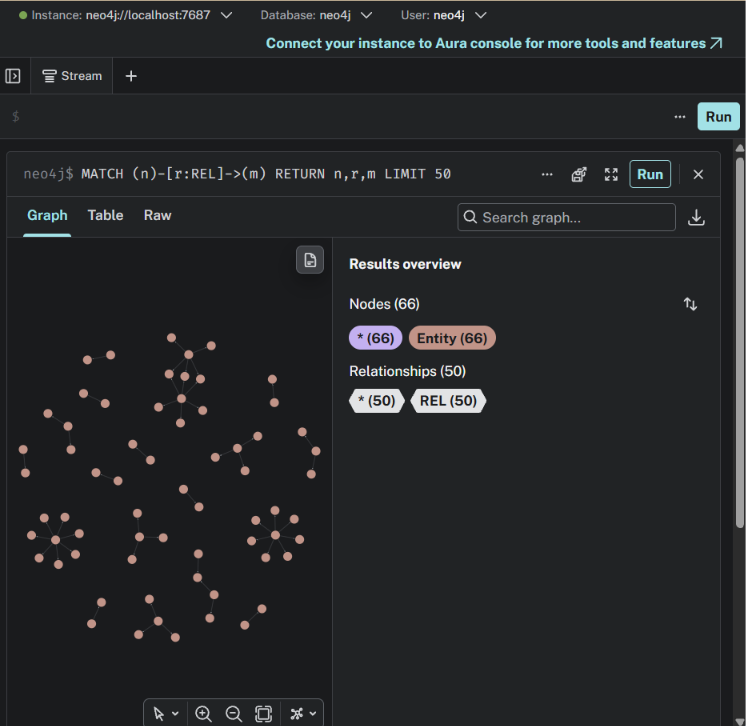 Instance: neo4j://localhost:7687 Database: neo4j User: neo4j
Connect your instance to Aura console for more tools and features
Stream
$ Run
neo4j$ MATCH (n)-[r:REL]->(m) RETURN n,r,m LIMIT 50 Run
Graph Table Raw Search graph...
Results overview
Nodes (66)
* (66) Entity (66)
Relationships (50)
* (50) REL (50)